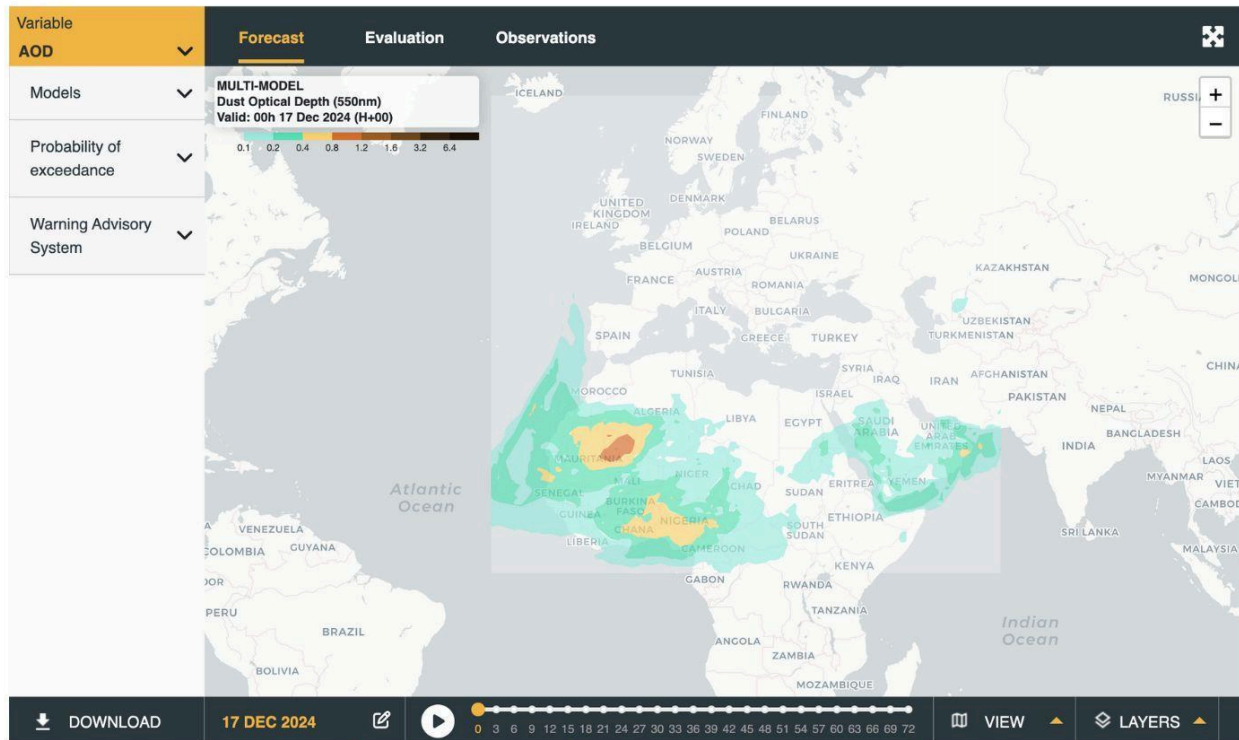 Variable
AOD
Models
Probability of
exceedance
Warning Advisory
System
Forecast
Evaluation
Observations
MULTI-MODEL
Dust Optical Depth (550nm)
Valid: 00h 17 Dec 2024 (H+00)
0.1 0.2 0.4 0.8 1.2 1.6 3.2 6.4
+
−
ICELAND
RUSSI
FINLAND
NORWAY
SWEDEN
UNITED
KINGDOM
DENMARK
IRELAND
BELARUS
POLAND
BELGIUM
UKRAINE
KAZAKHSTAN
AUSTRIA
FRANCE
ROMANIA
MONGOL
ITALY
BULGARIA
UZBEKISTAN
SPAIN
GREECE
TURKEY
TURKMENISTAN
SYRIA
CHINA
TUNISIA
IRAQ
IRAN
AFGHANISTAN
MOROCCO
ISRAEL
PAKISTAN
ALGERIA
LIBYA
EGYPT
SAUDI
ARABIA
UNITED
ARAB
EMIRATES
NEPAL
BANGLADESH
INDIA
MAURITANIA
LAOS
MALI
NIGER
CHAD
SUDAN
ERITREA
YEMEN
MYANMAR
VIET
Atlantic
Ocean
SENEGAL
BURKINA
FASO
GUINEA
NIGERIA
GHANA
SOUTH
SUDAN
ETHIOPIA
CAMBOD
VENEZUELA
LIBERIA
CAMEROON
SRI LANKA
COLOMBIA
GUYANA
MALAYSIA
KENYA
GABON
RWANDA
DOR
PERU
TANZANIA
BRAZIL
Indian
Ocean
ANGOLA
ZAMBIA
BOLIVIA
MOZAMBIQUE
DOWNLOAD
17 DEC 2024
0 3 6 9 12 15 18 21 24 27 30 33 36 39 42 45 48 51 54 57 60 63 66 69 72
VIEW
LAYERS